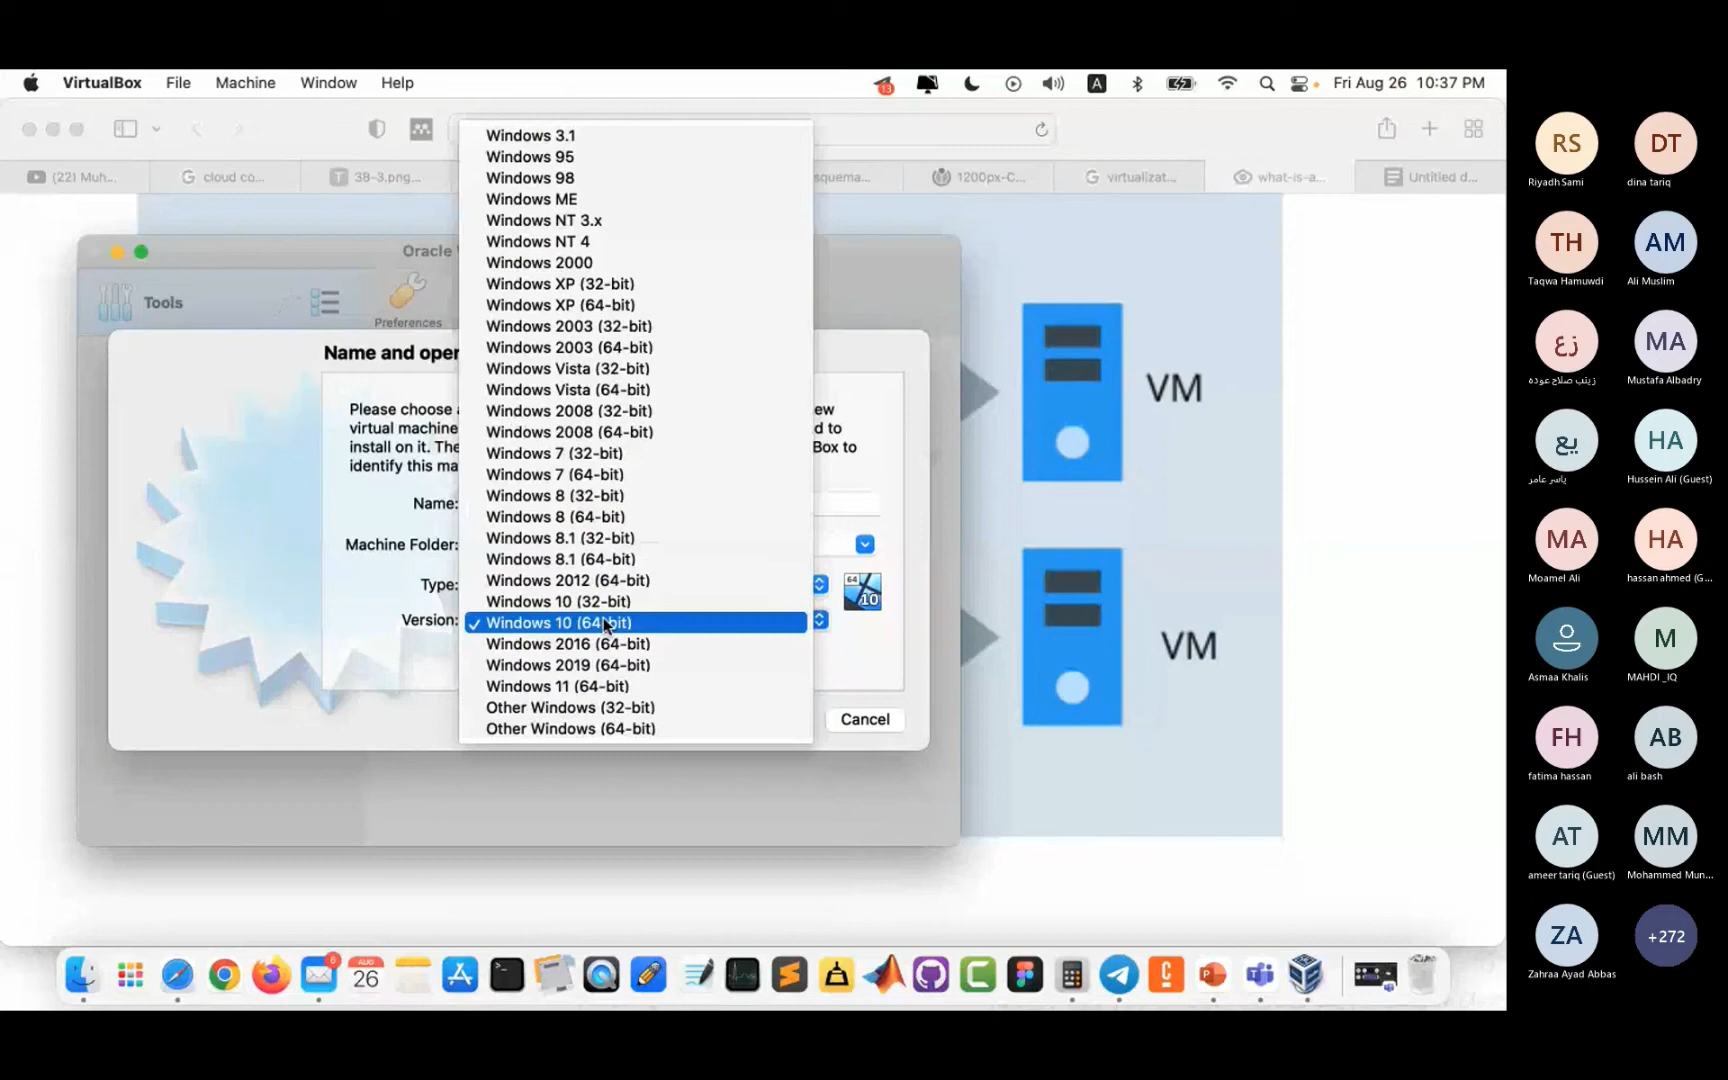 VirtualBox File Machine Window Help
13
A
Fri Aug 26 10:37 PM
(22) Muh...
cloud co...
38-3.png...
squema...
1200px-C...
virtualizat...
what-is-a...
Untitled d...
Oracle
Tools
Preferences
Name and oper
Please choose
virtual machine
install on it. The
identify this ma
ew
d to
Box to
Name:
Machine Folder:
Type:
Version:
Windows 3.1
Windows 95
Windows 98
Windows ME
Windows NT 3.x
Windows NT 4
Windows 2000
Windows XP (32-bit)
Windows XP (64-bit)
Windows 2003 (32-bit)
Windows 2003 (64-bit)
Windows Vista (32-bit)
Windows Vista (64-bit)
Windows 2008 (32-bit)
Windows 2008 (64-bit)
Windows 7 (32-bit)
Windows 7 (64-bit)
Windows 8 (32-bit)
Windows 8 (64-bit)
Windows 8.1 (32-bit)
Windows 8.1 (64-bit)
Windows 2012 (64-bit)
Windows 10 (32-bit)
Windows 10 (64-bit)
Windows 2016 (64-bit)
Windows 2019 (64-bit)
Windows 11 (64-bit)
Other Windows (32-bit)
Other Windows (64-bit)
64
10
Cancel
VM
VM
AUG
26
6
RS
Riyadh Sami
DT
dina tariq
TH
Taqwa Hamuwdi
AM
Ali Muslim
زع
زينب صلاح عوده
MA
Mustafa Albadry
يع
ياسر عامر
HA
Hussein Ali (Guest)
MA
Moamel Ali
HA
hassan ahmed (G...
Asmaa Khalis
M
MAHDI _IQ
FH
fatima hassan
AB
ali bash
AT
ameer tariq (Guest)
MM
Mohammed Mun...
ZA
Zahraa Ayad Abbas
+272